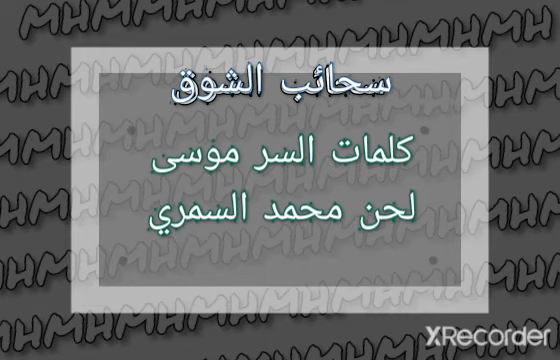 سحائب الشوق
كلمات السر موسى
لحن محمد السمري
XRecorder